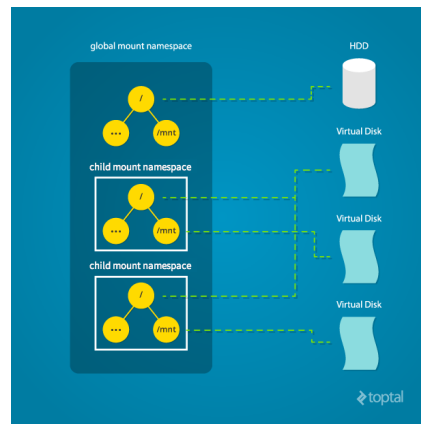 global mount namespace
HDD
/
...
/mnt
Virtual Disk
child mount namespace
/
...
/mnt
Virtual Disk
child mount namespace
/
...
/mnt
Virtual Disk
toptal